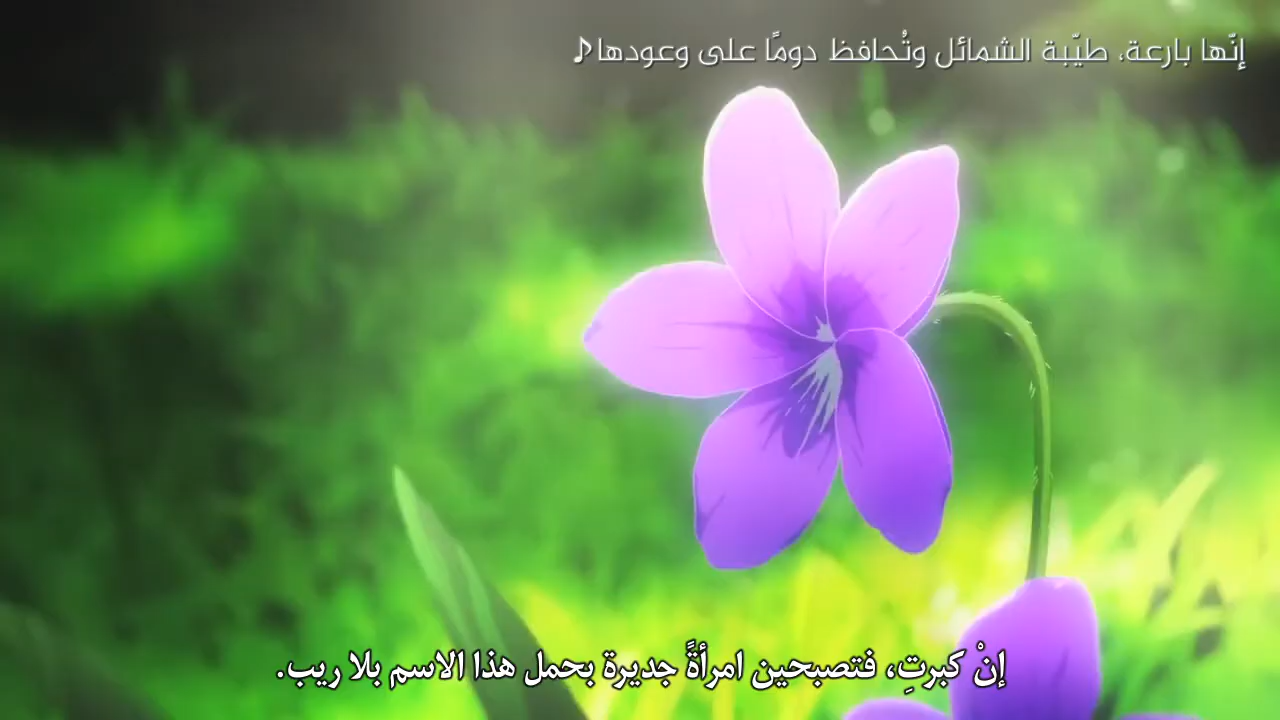 إنّها بارعة، طيّبة الشمائل وتُحافظ دومًا على وعودها♪
إنْ كبرتِ، فتصبحين امرأةً جديرة بحمل هذا الاسم بلا ريب.